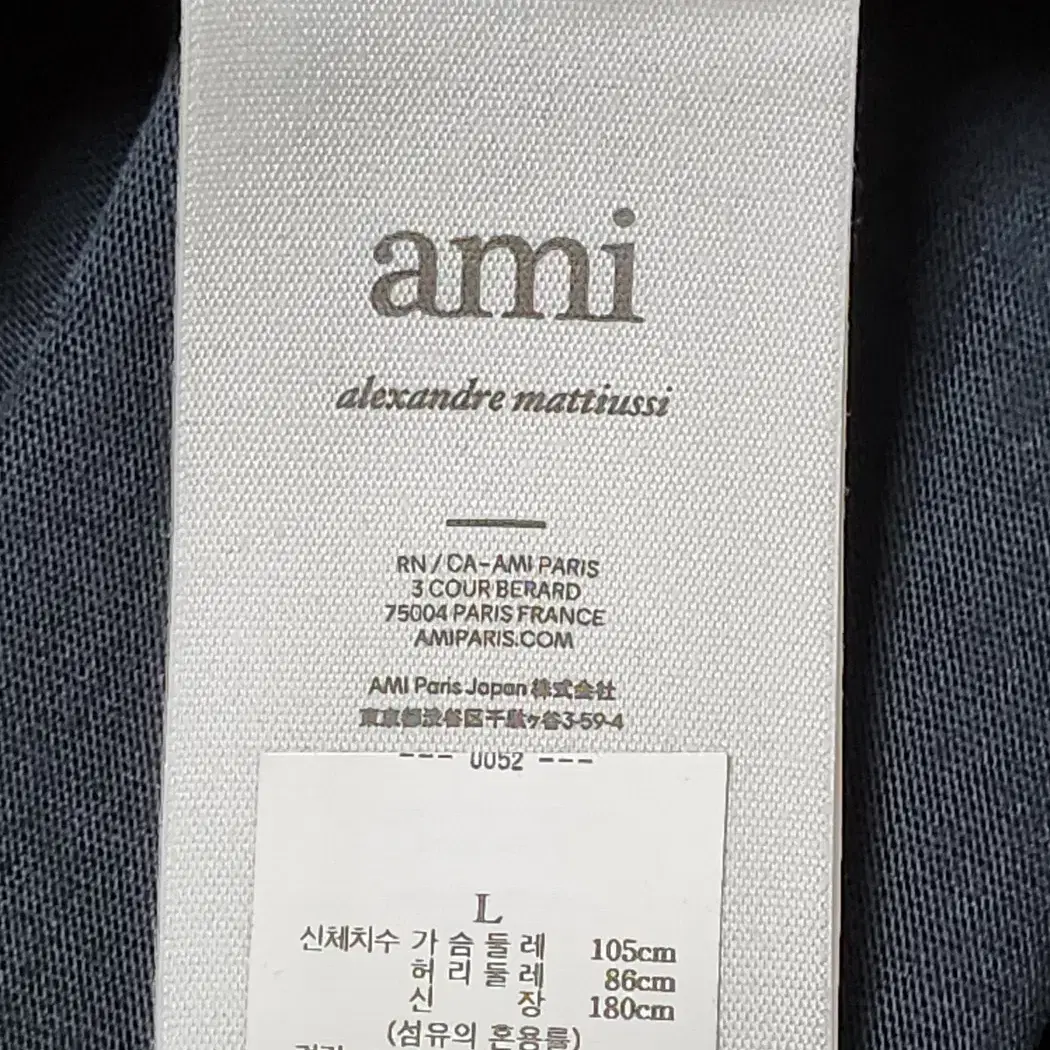 ami
alexandre mattiussi
RN / CA-AMI PARIS
3 COUR BERARD
75004 PARIS FRANCE
AMIPARIS.COM
AMI Paris Japan 株式会社
東京都渋谷区千駄ヶ谷3-59-4
--- 0052 ---
L
신체치수 가 슴 둘 레 105cm
허 리 둘 레 86cm
신 장 180cm
(섬유의 혼용률)